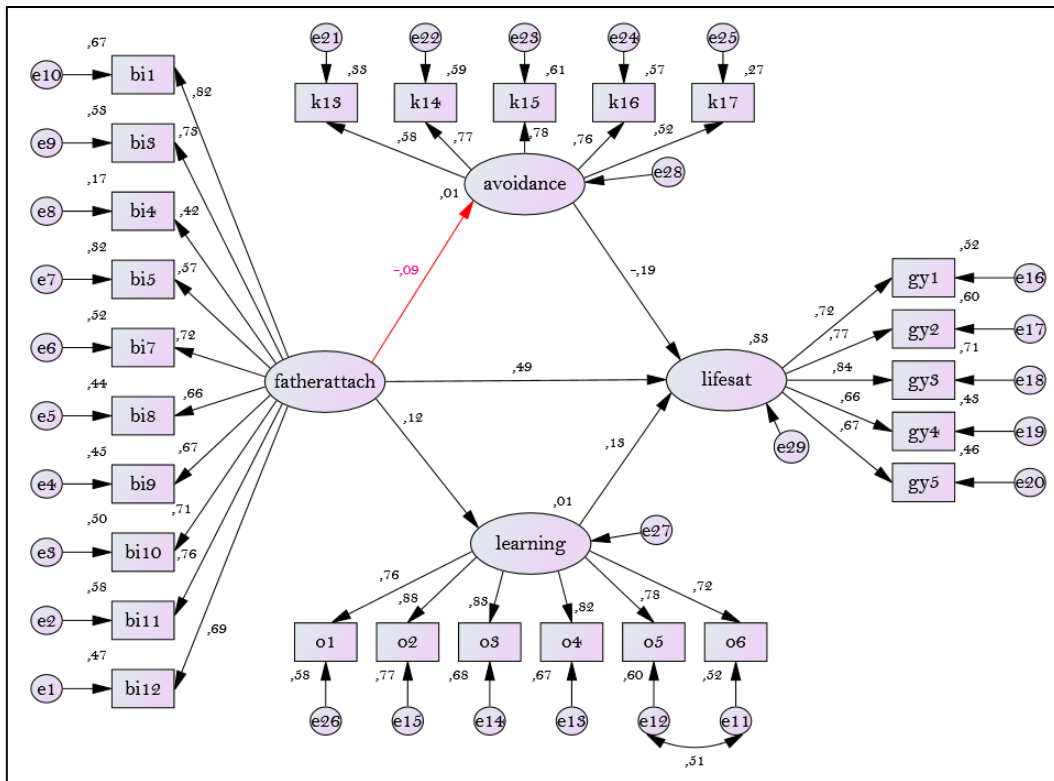 ,67
e10
bi1
,82
,53
e9
bi3
,73
,17
e8
bi4
,42
,32
e7
bi5
,57
,52
e6
bi7
,72
,44
e5
bi8
,66
,45
e4
bi9
,67
,50
e3
bi10
,71
,58
e2
bi11
,76
,47
e1
bi12
,69
fatherattach
e21
e22
e23
e24
e25
,33
,59
,61
,57
,27
k13
k14
k15
k16
k17
,58
,77
,78
,76
,52
avoidance
,01
e28
-,09
-,19
,49
,12
,13
,33
lifesat
e29
,52
gy1
e16
,72
,60
gy2
e17
,77
,71
gy3
e18
,84
,43
gy4
e19
,66
,46
gy5
e20
,67
,01
learning
e27
,76
,88
,83
,82
,78
,72
o1
o2
o3
o4
o5
o6
,58
,77
,68
,67
,60
,52
e26
e15
e14
e13
e12
e11
,51